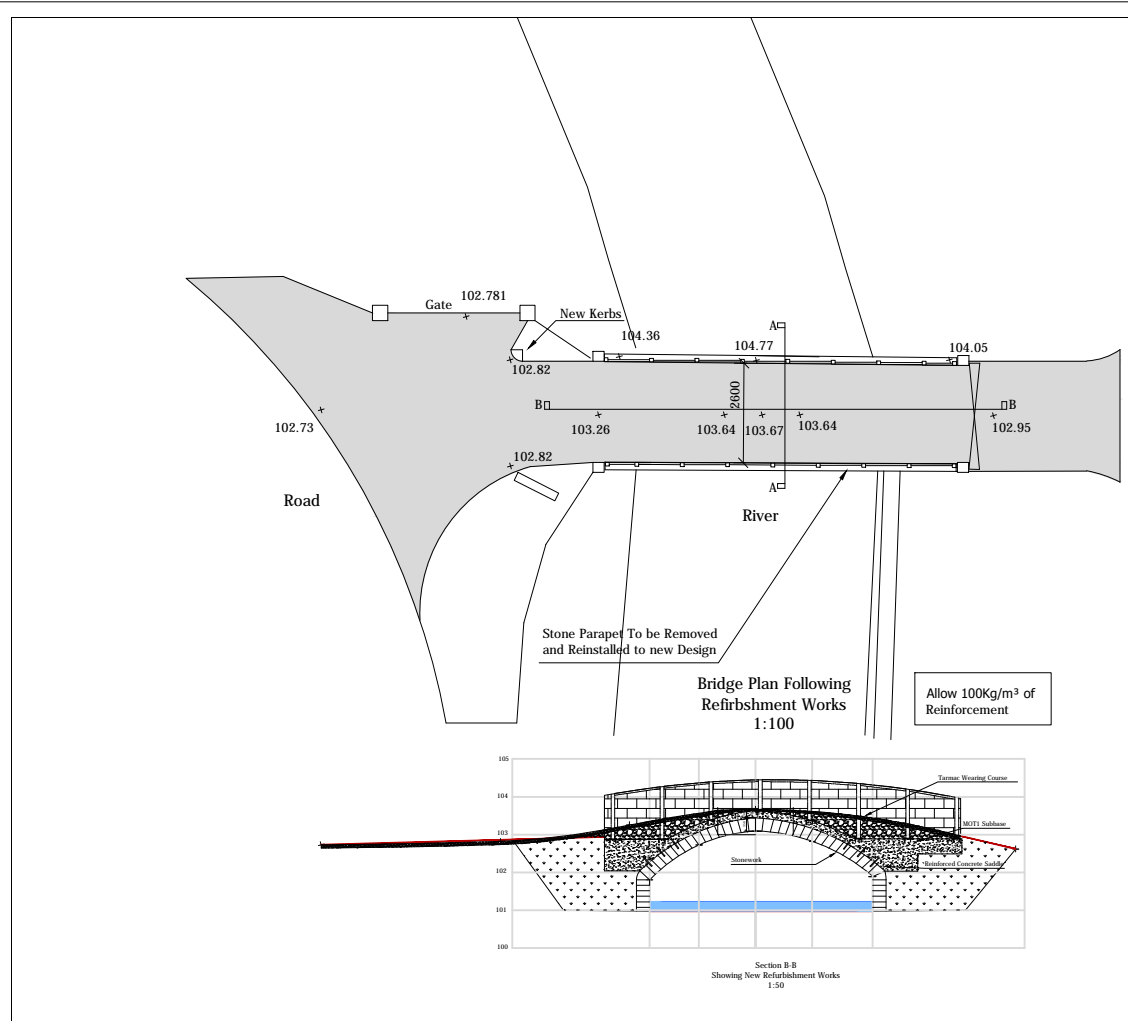 102.781
Gate
New Kerbs
104.36
104.77
A
104.05
102.82
2600
B
B
102.73
103.26
103.64
103.67
103.64
102.95
102.82
A
Road
River
Stone Parapet To be Removed
and Reinstalled to new Design
Bridge Plan Following
Refirbshment Works
1:100
Allow 100Kg/m³ of
Reinforcement
105
Tarmac Wearing Course
104
MOT1 Subbase
103
Stonework
*Reinforced Concrete Saddle
102
101
100
Section B-B
Showing New Refurbishment Works
1:50